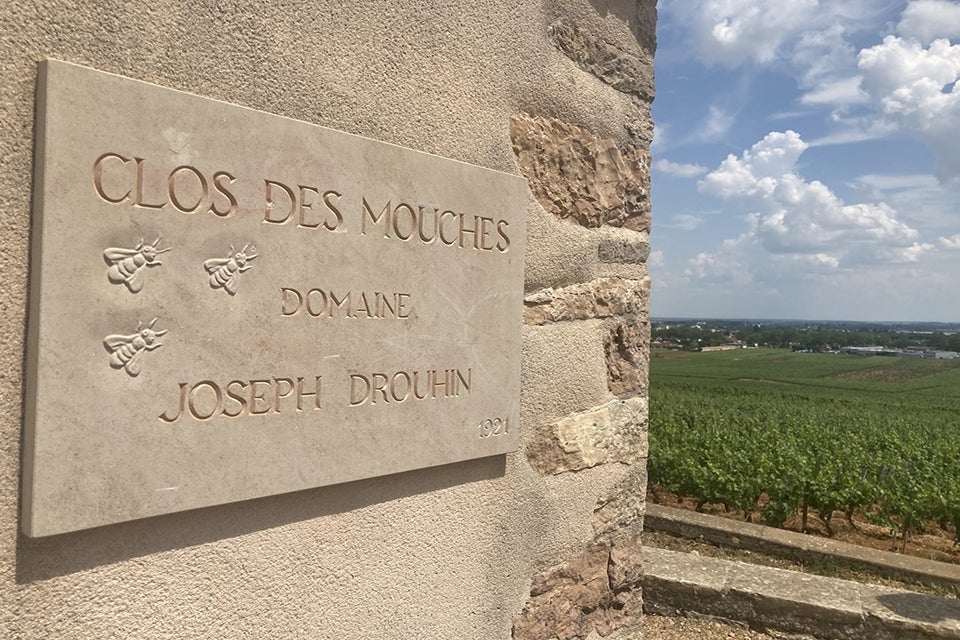 CLOS DES MOUCHES
DOMAINE
JOSEPH DROUHIN
1921